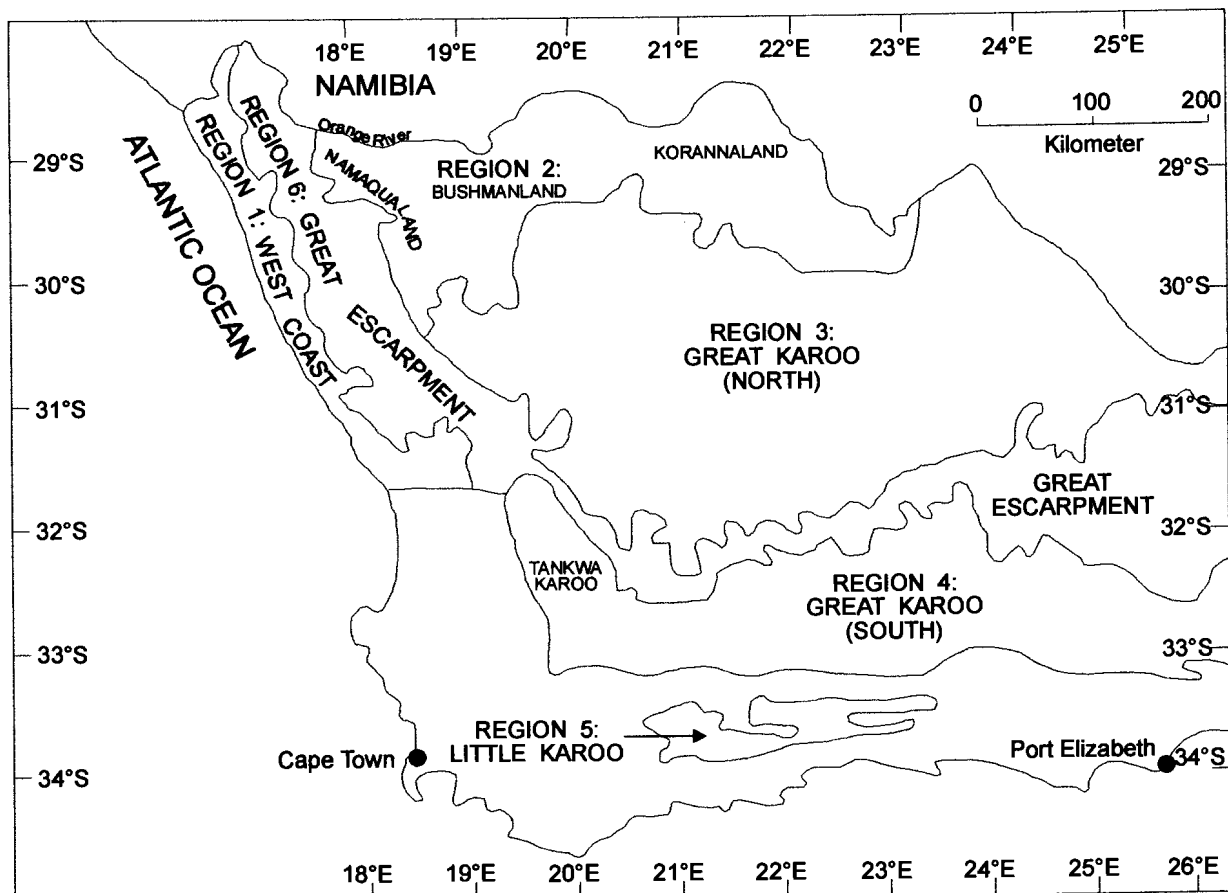 18°E 19°E 20°E 21°E 22°E 23°E 24°E 25°E
NAMIBIA
0 100 200
Kilometer
Orange River
29°S
29°S
REGION 1: WEST COAST
REGION 6: GREAT
ESCARPMENT
NAMAQUALAND
REGION 2:
BUSHMANLAND
KORANNALAND
ATLANTIC OCEAN
30°S
30°S
REGION 3:
GREAT KAROO
(NORTH)
31°S
31°S
GREAT
ESCARPMENT
32°S
32°S
TANKWA
KAROO
REGION 4:
GREAT KAROO
(SOUTH)
33°S
33°S
REGION 5:
LITTLE KAROO
Cape Town
Port Elizabeth
34°S
34°S
18°E 19°E 20°E 21°E 22°E 23°E 24°E 25°E 26°E